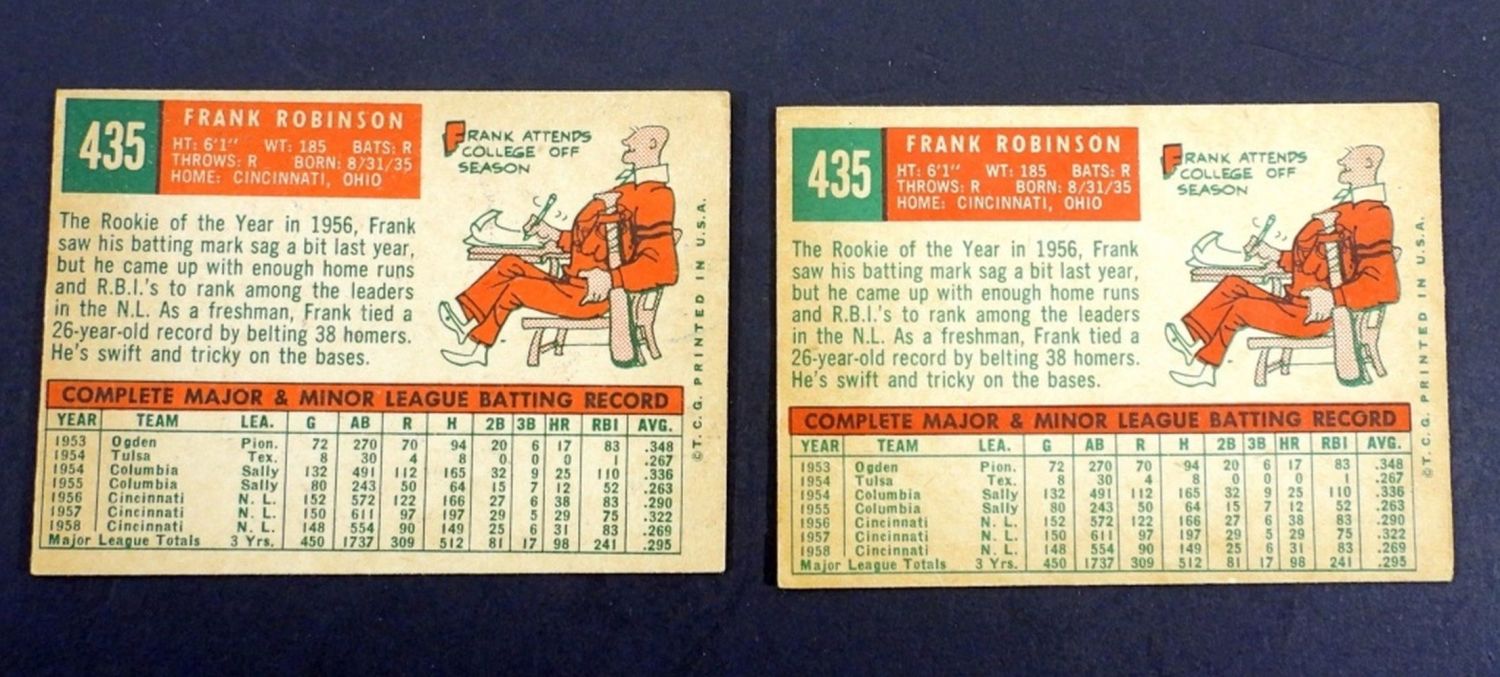 435
FRANK ROBINSON
HT: 6'1" WT: 185 BATS: R
THROWS: R BORN: 8/31/35
HOME: CINCINNATI, OHIO
FRANK ATTENDS
COLLEGE OFF
SEASON
The Rookie of the Year in 1956, Frank
saw his batting mark sag a bit last year,
but he came up with enough home runs
and R.B.I.'s to rank among the leaders
in the N.L. As a freshman, Frank tied a
26-year-old record by belting 38 homers.
He's swift and tricky on the bases.
COMPLETE MAJOR & MINOR LEAGUE BATTING RECORD
YEAR TEAM LEA. G AB R H 2B 3B HR RBI AVG.
1953 Ogden Pion. 72 270 70 94 20 6 17 83 .348
1954 Tulsa Tex. 8 30 4 8 0 0 0 1 .267
1954 Columbia Sally 132 491 112 165 32 9 25 110 .336
1955 Columbia Sally 80 243 50 64 15 7 12 52 .263
1956 Cincinnati N. L. 152 572 122 166 27 6 38 83 .290
1957 Cincinnati N. L. 150 611 97 197 29 5 29 75 .322
1958 Cincinnati N. L. 148 554 90 149 25 6 31 83 .269
Major League Totals 3 Yrs. 450 1737 309 512 81 17 98 241 .295
©T.C.G. PRINTED IN U.S.A.
435
FRANK ROBINSON
HT: 6'1" WT: 185 BATS: R
THROWS: R BORN: 8/31/35
HOME: CINCINNATI, OHIO
FRANK ATTENDS
COLLEGE OFF
SEASON
The Rookie of the Year in 1956, Frank
saw his batting mark sag a bit last year,
but he came up with enough home runs
and R.B.I.'s to rank among the leaders
in the N.L. As a freshman, Frank tied a
26-year-old record by belting 38 homers.
He's swift and tricky on the bases.
COMPLETE MAJOR & MINOR LEAGUE BATTING RECORD
YEAR TEAM LEA. G AB R H 2B 3B HR RBI AVG.
1953 Ogden Pion. 72 270 70 94 20 6 17 83 .348
1954 Tulsa Tex. 8 30 4 8 0 0 0 1 .267
1954 Columbia Sally 132 491 112 165 32 9 25 110 .336
1955 Columbia Sally 80 243 50 64 15 7 12 52 .263
1956 Cincinnati N. L. 152 572 122 166 27 6 38 83 .290
1957 Cincinnati N. L. 150 611 97 197 29 5 29 75 .322
1958 Cincinnati N. L. 148 554 90 149 25 6 31 83 .269
Major League Totals 3 Yrs. 450 1737 309 512 81 17 98 241 .295
©T.C.G. PRINTED IN U.S.A.